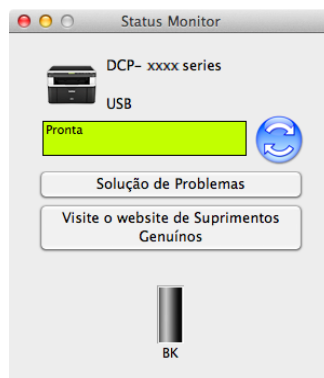 Status Monitor
DCP- xxxx series
USB
Pronta
Solução de Problemas
Visite o website de Suprimentos
Genuínos
BK